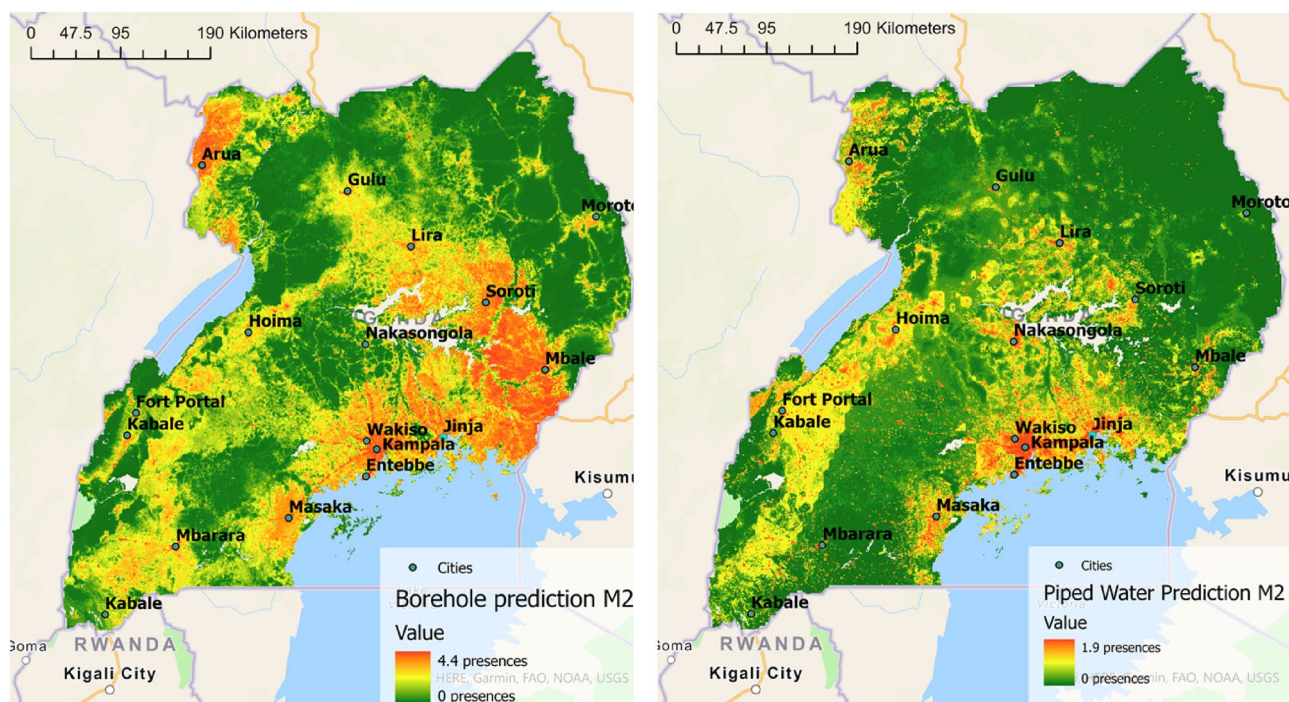 0 47.5 95 190 Kilometers
Arua
Gulu
Moroto
Lira
Soroti
Hoima
Nakasongola
Mbale
Fort Portal
Kabale
Wakiso
Jinja
Kampala
Entebbe
Kisumu
Masaka
Mbarara
Cities
Borehole prediction M2
Kabale
Value
Goma
RWANDA
4.4 presences
HERE, Garmin, FAO, NOAA, USGS
Kigali City
0 presences
0 47.5 95 190 Kilometers
Arua
Gulu
Moroto
Lira
Soroti
Hoima
Nakasongola
Mbale
Fort Portal
Kabale
Wakiso
Jinja
Kampala
Entebbe
Kisumu
Masaka
Mbarara
Cities
Piped Water Prediction M2
Kabale
Value
RWANDA
1.9 presences
Kigali City
0 presences
FAO, NOAA, USGS